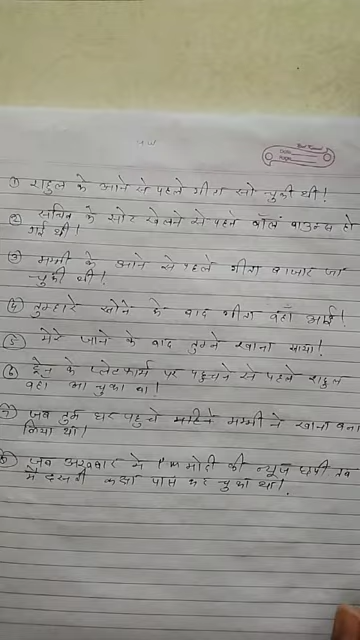 ① राहुल के आने से पहले गीता सो चुकी थी!
② सचिन के शोट खेलने से पहले बॉल बाउन्स हो
गई थी!
③ मम्मी के आने से पहले गीता बाजार जा
चुकी थी!
④ तुम्हारे सोने के बाद गीता वहाँ आई!
⑤ मेरे जाने के बाद तुमने खाना खाया!
⑥ ट्रेन के प्लेटफार्म पर पहुचने से पहले राहुल
वहा आ चुका था!
⑦ जब तुम घर पहुचे मम्मी ने खाना बना
लिया था!
⑧ जब अखबार मे P.m मोदी की न्यूज छपी तब
मै दसवी कक्षा पास कर चुका था!